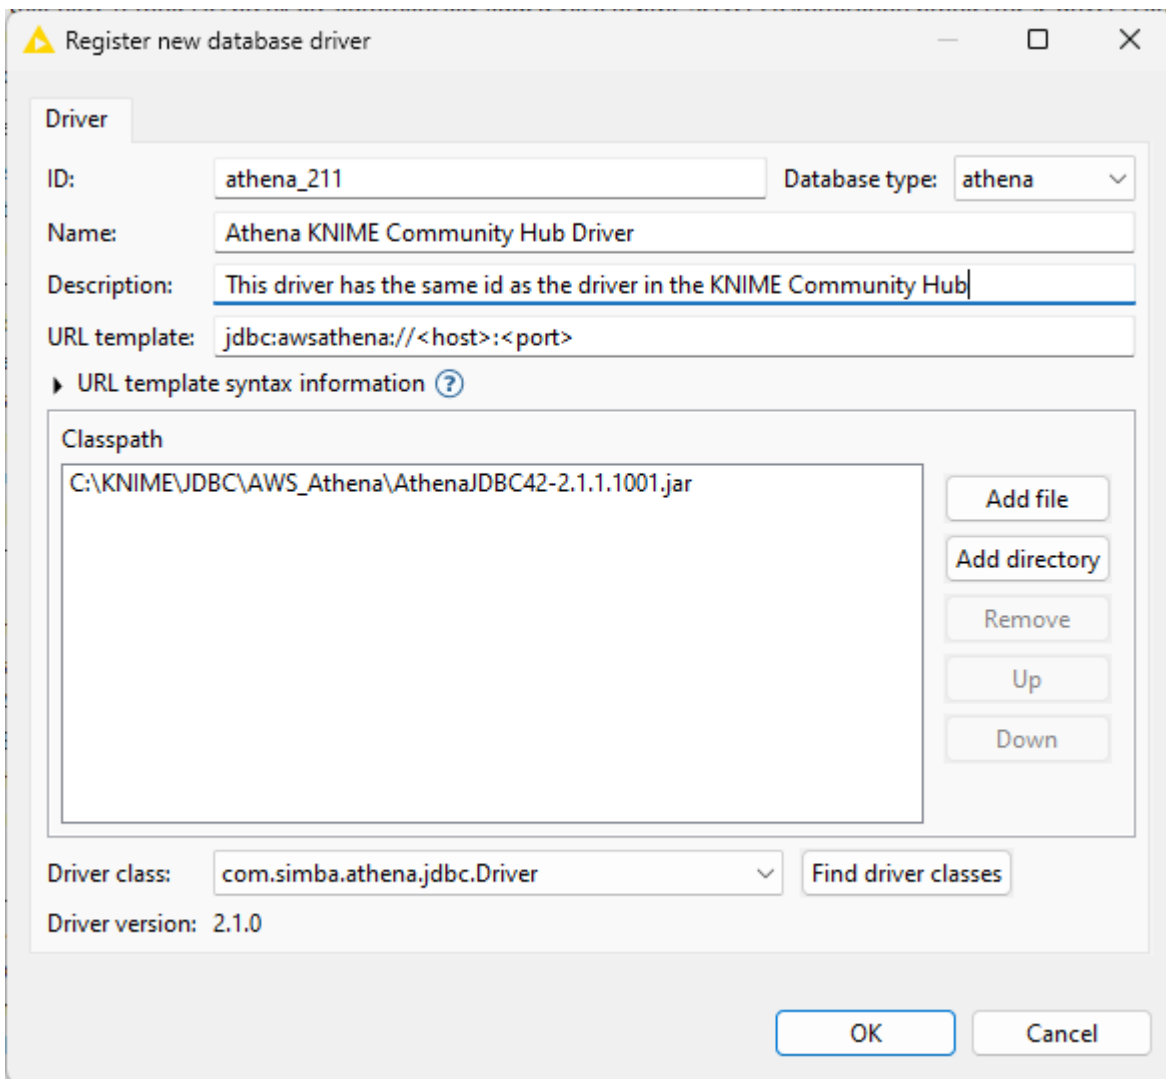 Register new database driver
Driver
ID: athena_211 Database type: athena
Name: Athena KNIME Community Hub Driver
Description: This driver has the same id as the driver in the KNIME Community Hub
URL template: jdbc:awsathena://<host>:<port>
URL template syntax information ?
Classpath
C:\KNIME\JDBC\AWS_Athena\AthenaJDBC42-2.1.1.1001.jar
Add file
Add directory
Remove
Up
Down
Driver class: com.simba.athena.jdbc.Driver Find driver classes
Driver version: 2.1.0
OK Cancel